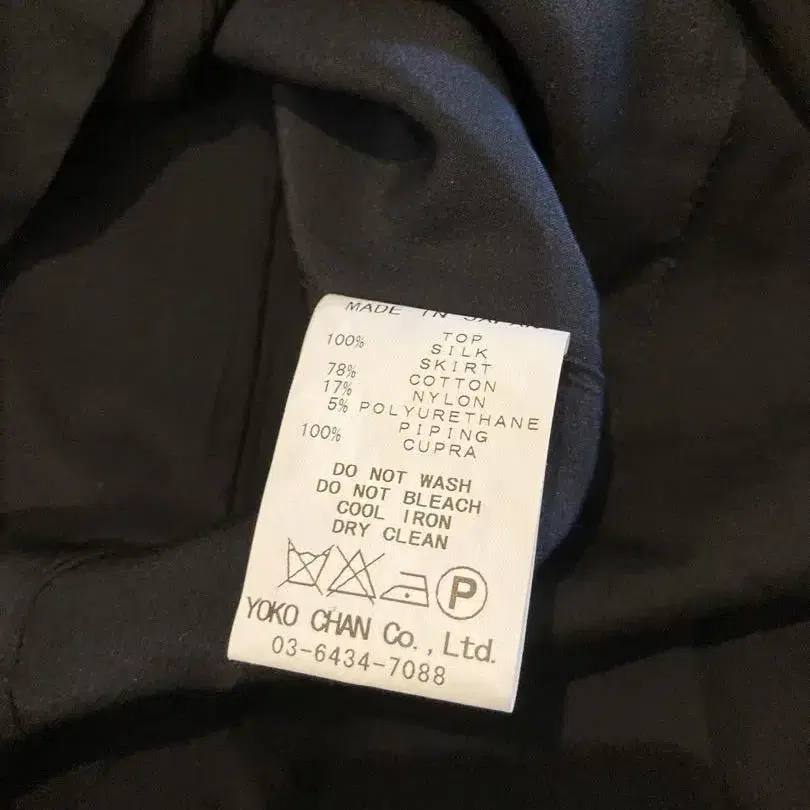 MADE IN JAPAN
TOP
100% SILK
SKIRT
78% COTTON
17% NYLON
5% POLYURETHANE
PIPING
100% CUPRA
DO NOT WASH
DO NOT BLEACH
COOL IRON
DRY CLEAN
P
YOKO CHAN Co., Ltd.
03-6434-7088